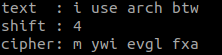 text  : i use arch btw
shift : 4
cipher: m ywi evgl fxa